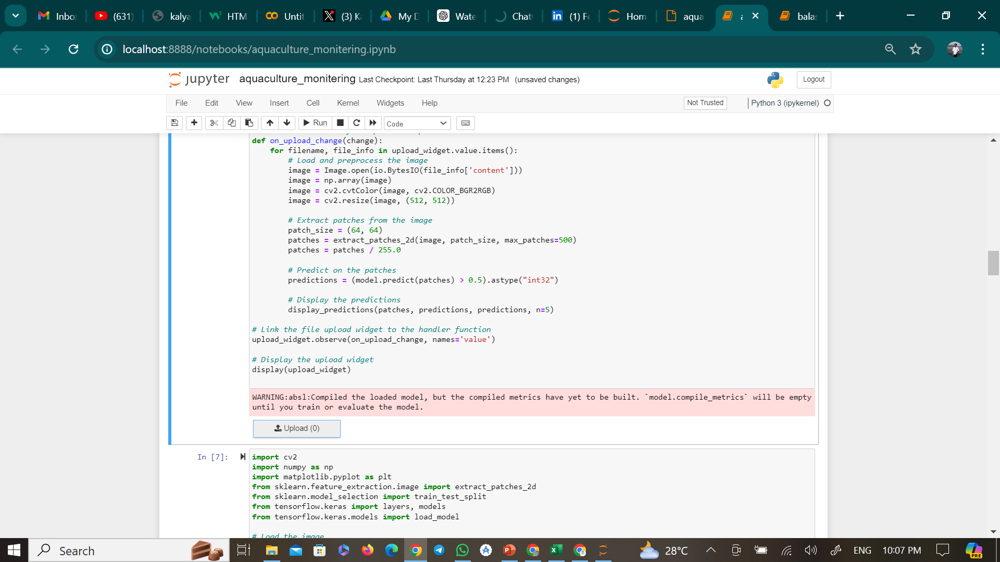 Inbo
(631)
kalya
HTM
Untit
(3) Ka
My D
Wate
Chat
(1) Fe
Hom
aqua
a
balas
localhost:8888/notebooks/aquaculture_monitering.ipynb
jupyter aquaculture_monitering Last Checkpoint: Last Thursday at 12:23 PM (unsaved changes)
Logout
File Edit View Insert Cell Kernel Widgets Help
Not Trusted
Python 3 (ipykernel)
Run
Code
def on_upload_change(change):
    for filename, file_info in upload_widget.value.items():
        # Load and preprocess the image
        image = Image.open(io.BytesIO(file_info['content']))
        image = np.array(image)
        image = cv2.cvtColor(image, cv2.COLOR_BGR2RGB)
        image = cv2.resize(image, (512, 512))
        # Extract patches from the image
        patch_size = (64, 64)
        patches = extract_patches_2d(image, patch_size, max_patches=500)
        patches = patches / 255.0
        # Predict on the patches
        predictions = (model.predict(patches) > 0.5).astype("int32")
        # Display the predictions
        display_predictions(patches, predictions, predictions, n=5)
# Link the file upload widget to the handler function
upload_widget.observe(on_upload_change, names='value')
# Display the upload widget
display(upload_widget)
WARNING:absl:Compiled the loaded model, but the compiled metrics have yet to be built. `model.compile_metrics` will be empty
until you train or evaluate the model.
Upload (0)
In [7]:
import cv2
import numpy as np
import matplotlib.pyplot as plt
from sklearn.feature_extraction.image import extract_patches_2d
from sklearn.model_selection import train_test_split
from tensorflow.keras import layers, models
from tensorflow.keras.models import load_model
# Load the image
Search
28°C
ENG
10:07 PM
PRE